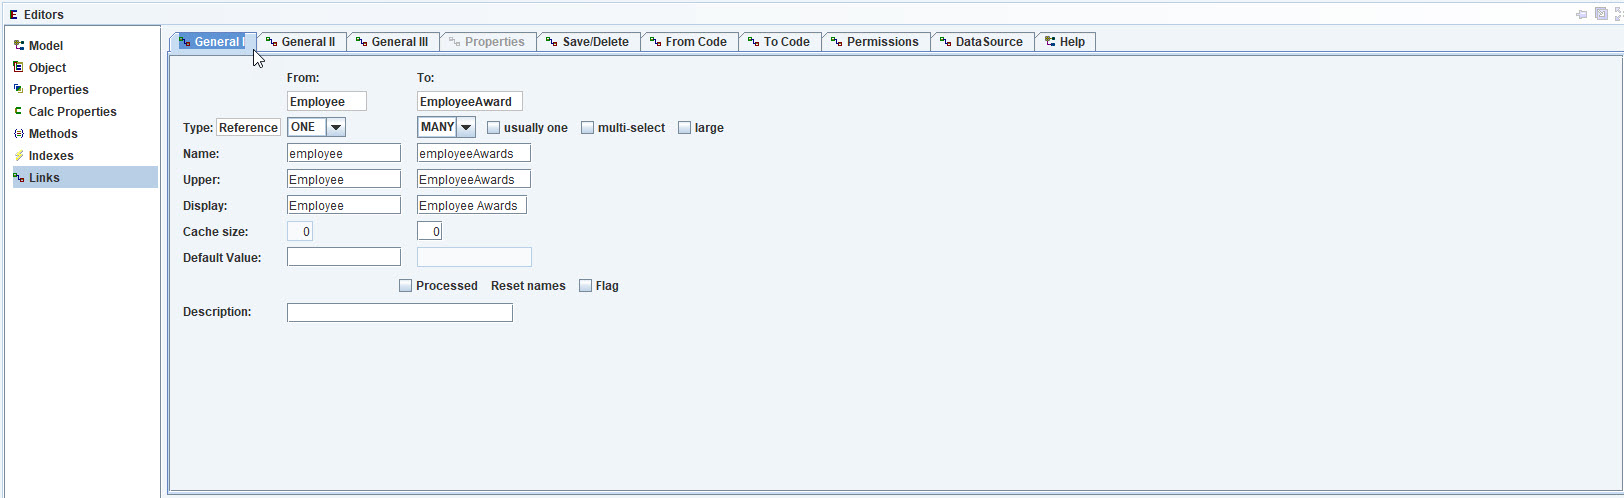 Editors
Model
Object
Properties
Calc Properties
Methods
Indexes
Links
General I General II General III Properties Save/Delete From Code To Code Permissions DataSource Help
From: To:
Employee EmployeeAward
Type: Reference ONE MANY usually one multi-select large
Name: employee employeeAwards
Upper: Employee EmployeeAwards
Display: Employee Employee Awards
Cache size: 0 0
Default Value:
Processed Reset names Flag
Description: